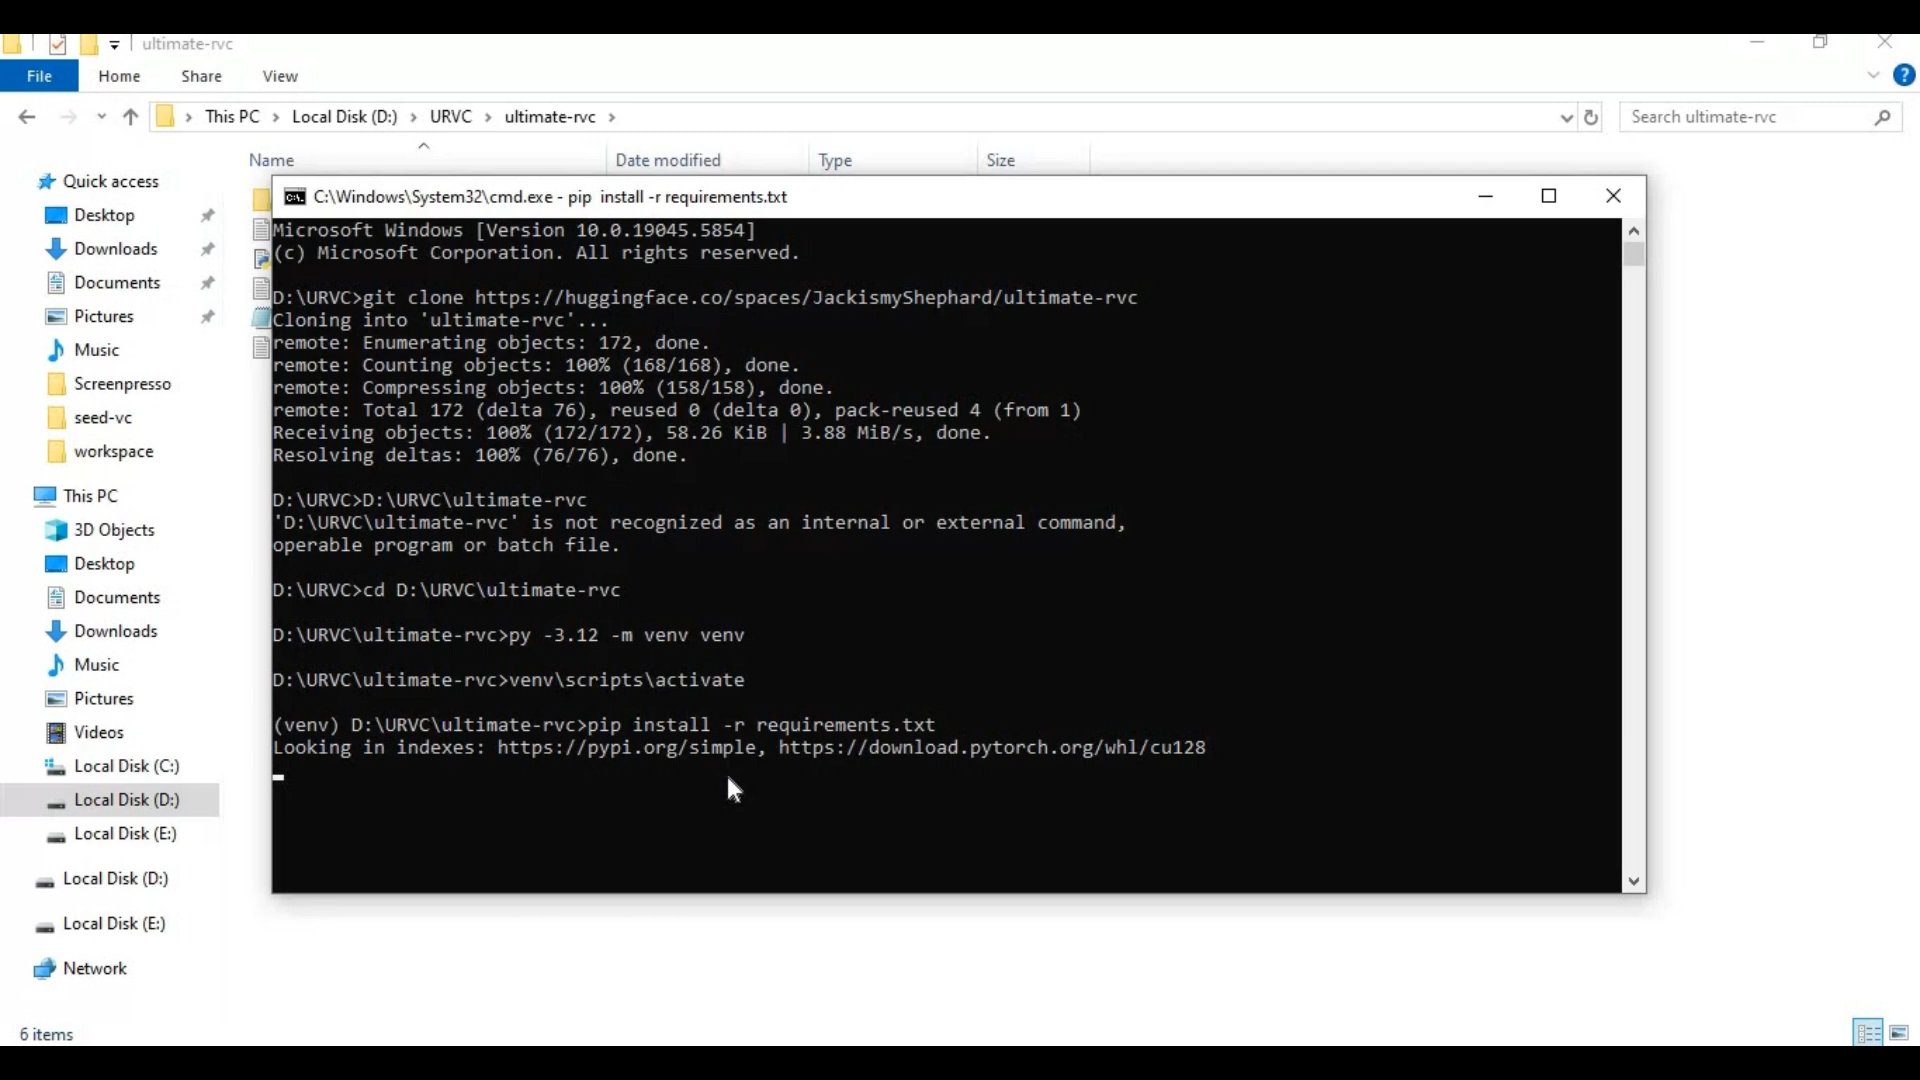 ultimate-rvc
File Home Share View
This PC Local Disk (D:) URVC ultimate-rvc
Search ultimate-rvc
Name Date modified Type Size
Quick access
Desktop
Downloads
Documents
Pictures
Music
Screenpresso
seed-vc
workspace
This PC
3D Objects
Desktop
Documents
Downloads
Music
Pictures
Videos
Local Disk (C:)
Local Disk (D:)
Local Disk (E:)
Local Disk (D:)
Local Disk (E:)
Network
6 items
C:\Windows\System32\cmd.exe - pip  install -r requirements.txt
Microsoft Windows [Version 10.0.19045.5854]
(c) Microsoft Corporation. All rights reserved.
D:\URVC>git clone https://huggingface.co/spaces/JackismyShephard/ultimate-rvc
Cloning into 'ultimate-rvc'...
remote: Enumerating objects: 172, done.
remote: Counting objects: 100% (168/168), done.
remote: Compressing objects: 100% (158/158), done.
remote: Total 172 (delta 76), reused 0 (delta 0), pack-reused 4 (from 1)
Receiving objects: 100% (172/172), 58.26 KiB | 3.88 MiB/s, done.
Resolving deltas: 100% (76/76), done.
D:\URVC>D:\URVC\ultimate-rvc
'D:\URVC\ultimate-rvc' is not recognized as an internal or external command,
operable program or batch file.
D:\URVC>cd D:\URVC\ultimate-rvc
D:\URVC\ultimate-rvc>py -3.12 -m venv venv
D:\URVC\ultimate-rvc>venv\scripts\activate
(venv) D:\URVC\ultimate-rvc>pip install -r requirements.txt
Looking in indexes: https://pypi.org/simple, https://download.pytorch.org/whl/cu128